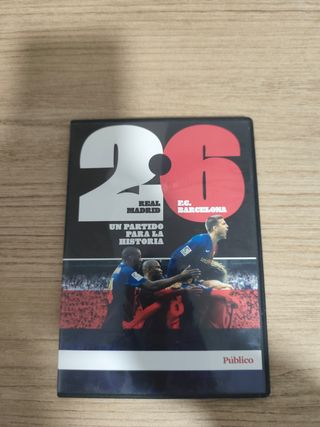 2-6
REAL MADRID
F.C. BARCELONA
UN PARTIDO
PARA LA
HISTORIA
Público